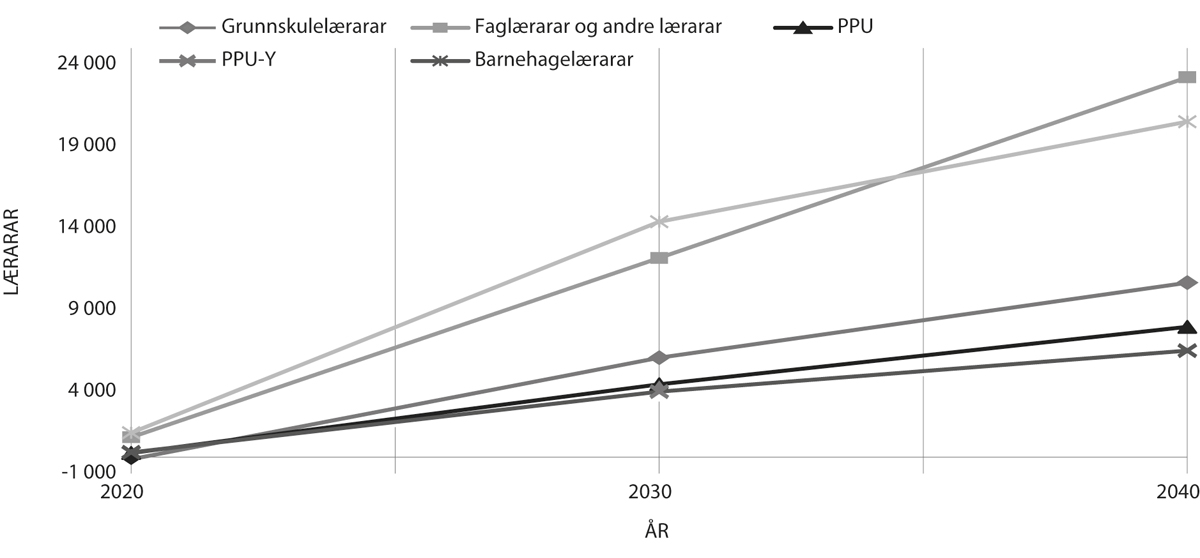 Grunnskulelærarar Faglærarar og andre lærarar PPU
PPU-Y Barnehagelærarar
24 000
19 000
14 000
9 000
4 000
-1 000
LÆRARAR
2020 2030 2040
ÅR